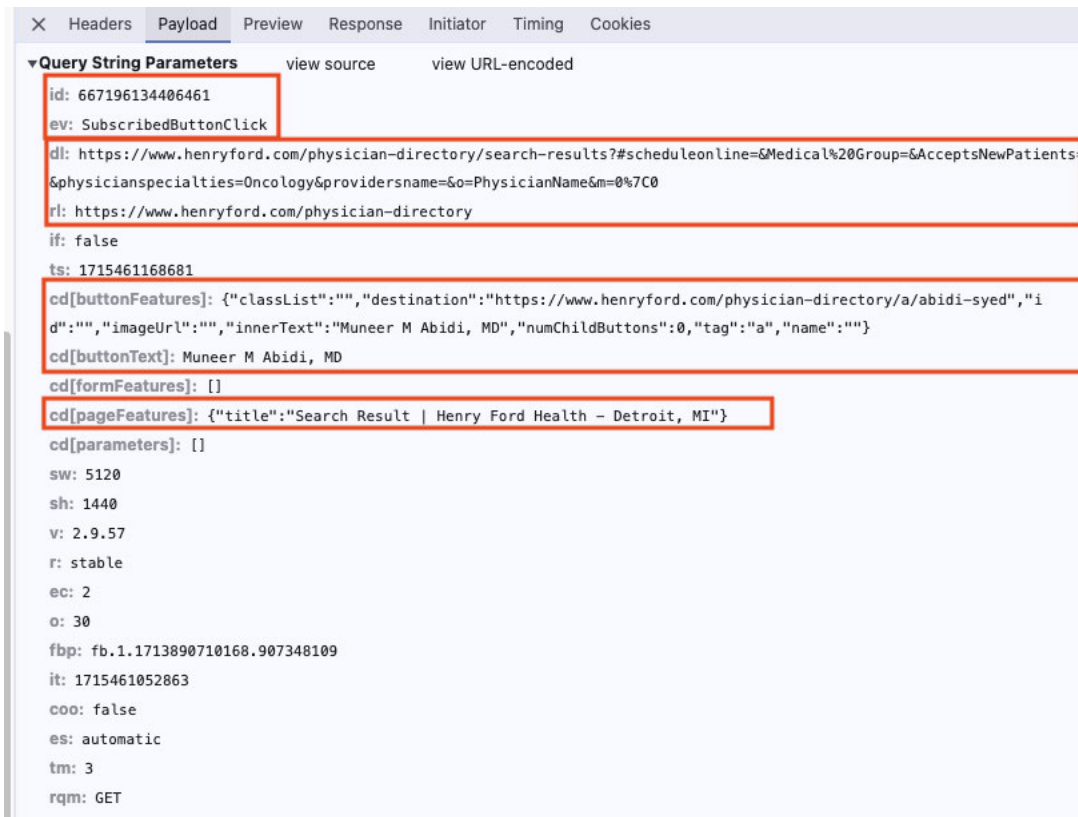 × Headers Payload Preview Response Initiator Timing Cookies
▾Query String Parameters view source view URL-encoded
id: 667196134406461
ev: SubscribedButtonClick
dl: https://www.henryford.com/physician-directory/search-results?#scheduleonline=&Medical%20Group=&AcceptsNewPatients=
&physicianspecialties=Oncology&providersname=&o=PhysicianName&m=0%7C0
rl: https://www.henryford.com/physician-directory
if: false
ts: 1715461168681
cd[buttonFeatures]: {"classList":"","destination":"https://www.henryford.com/physician-directory/a/abidi-syed","i
d":"","imageUrl":"","innerText":"Muneer M Abidi, MD","numChildButtons":0,"tag":"a","name":""}
cd[buttonText]: Muneer M Abidi, MD
cd[formFeatures]: []
cd[pageFeatures]: {"title":"Search Result | Henry Ford Health – Detroit, MI"}
cd[parameters]: []
sw: 5120
sh: 1440
v: 2.9.57
r: stable
ec: 2
o: 30
fbp: fb.1.1713890710168.907348109
it: 1715461052863
coo: false
es: automatic
tm: 3
rqm: GET